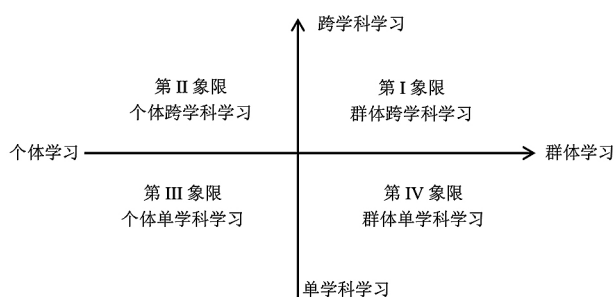 跨学科学习
第 II 象限
个体跨学科学习
第 I 象限
群体跨学科学习
个体学习
群体学习
第 III 象限
个体单学科学习
第 IV 象限
群体单学科学习
单学科学习